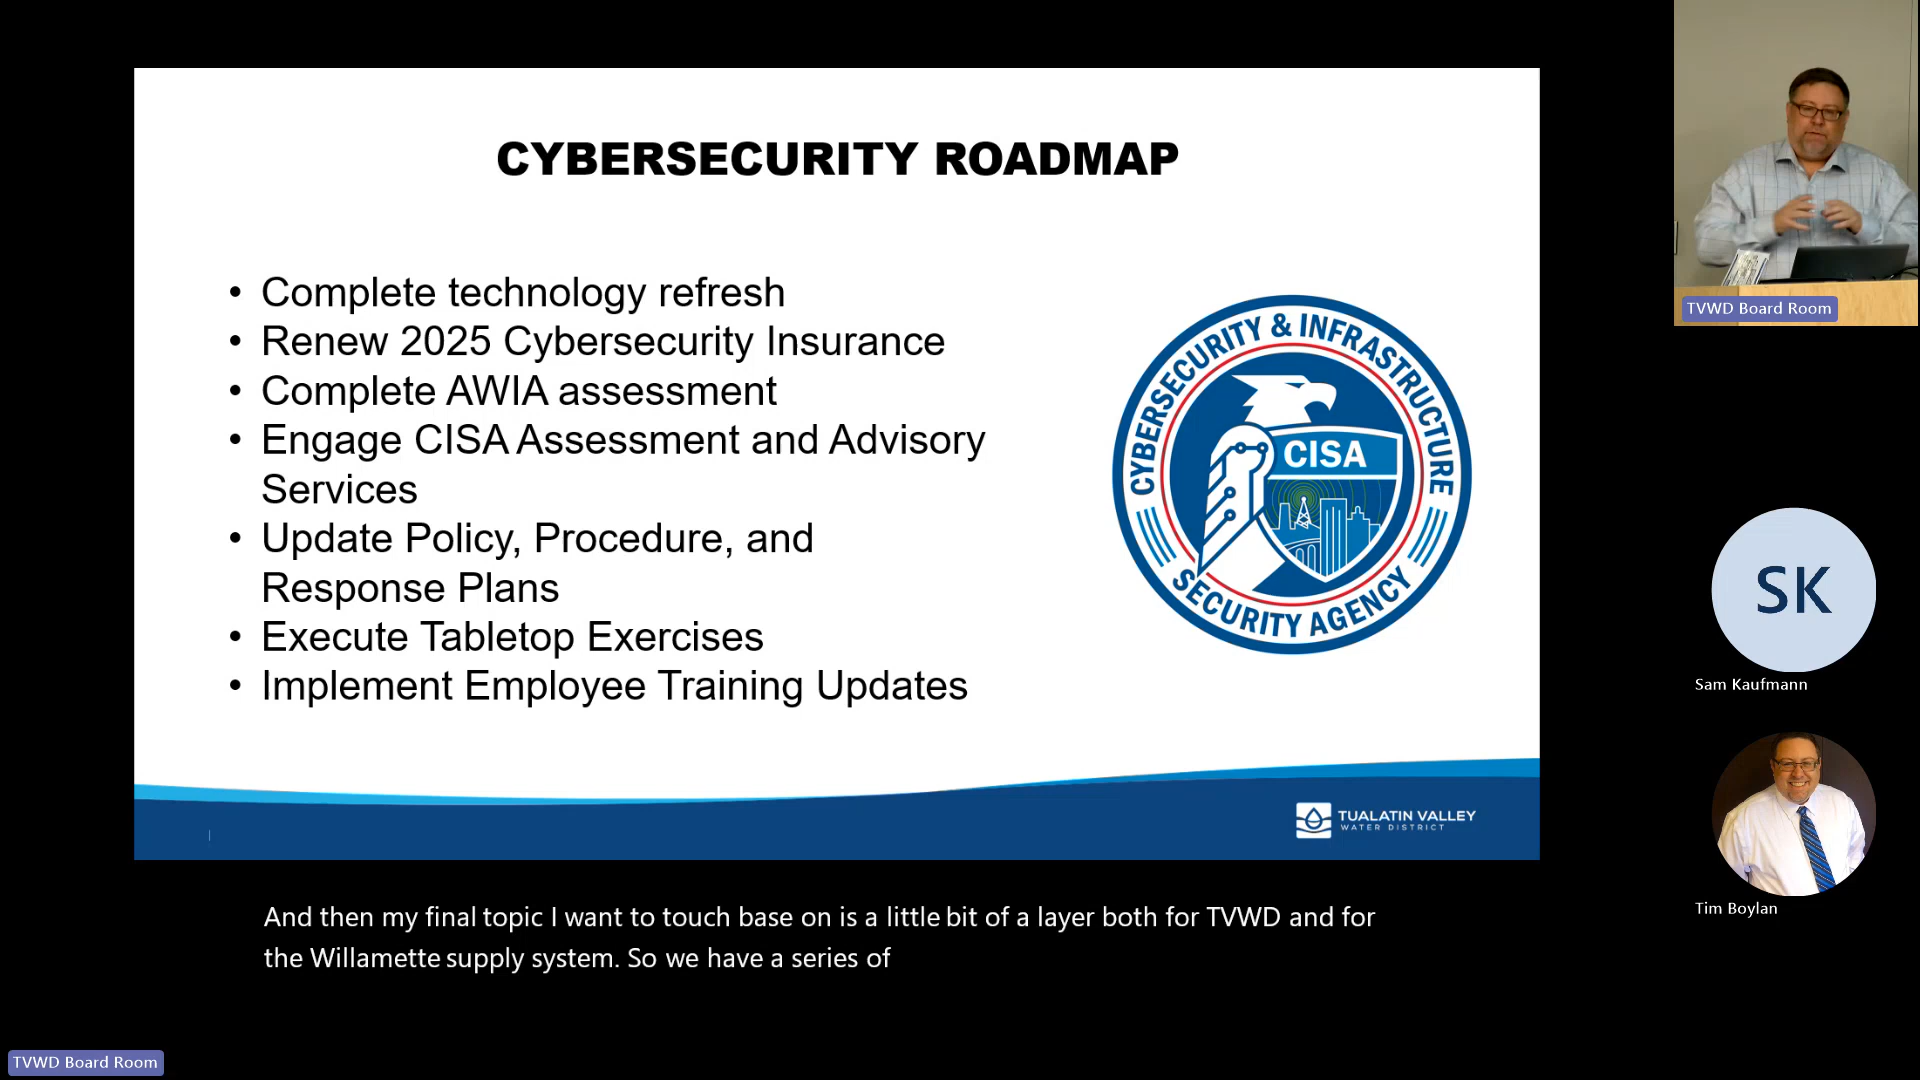 CYBERSECURITY ROADMAP
• Complete technology refresh
• Renew 2025 Cybersecurity Insurance
• Complete AWIA assessment
• Engage CISA Assessment and Advisory
Services
• Update Policy, Procedure, and
Response Plans
• Execute Tabletop Exercises
• Implement Employee Training Updates
CYBERSECURITY & INFRASTRUCTURE
CISA
SECURITY AGENCY
TUALATIN VALLEY
WATER DISTRICT
And then my final topic I want to touch base on is a little bit of a layer both for TVWD and for
the Willamette supply system. So we have a series of
TVWD Board Room
TVWD Board Room
SK
Sam Kaufmann
Tim Boylan